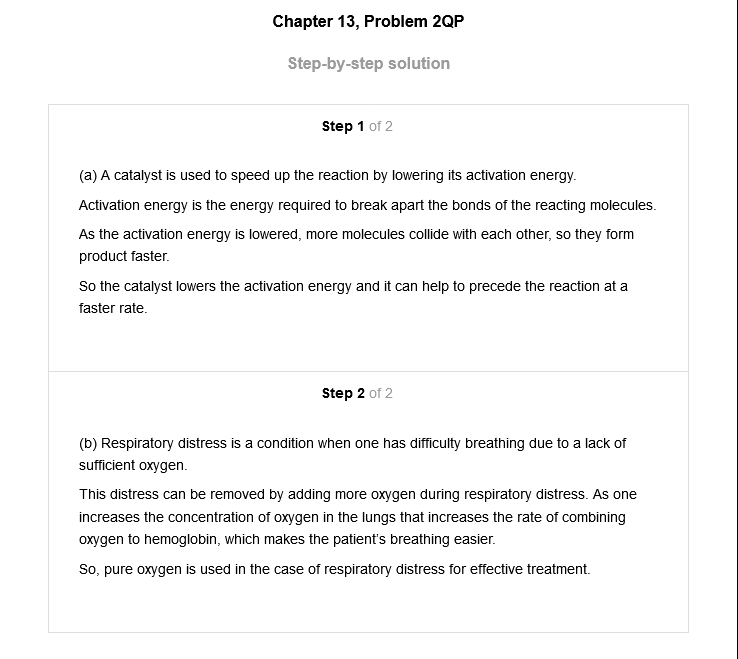 Chapter 13, Problem 2QP
Step-by-step solution
Step 1 of 2
(a) A catalyst is used to speed up the reaction by lowering its activation energy.
Activation energy is the energy required to break apart the bonds of the reacting molecules.
As the activation energy is lowered, more molecules collide with each other, so they form
product faster.
So the catalyst lowers the activation energy and it can help to precede the reaction at a
faster rate.
Step 2 of 2
(b) Respiratory distress is a condition when one has difficulty breathing due to a lack of
sufficient oxygen.
This distress can be removed by adding more oxygen during respiratory distress. As one
increases the concentration of oxygen in the lungs that increases the rate of combining
oxygen to hemoglobin, which makes the patient's breathing easier.
So, pure oxygen is used in the case of respiratory distress for effective treatment.